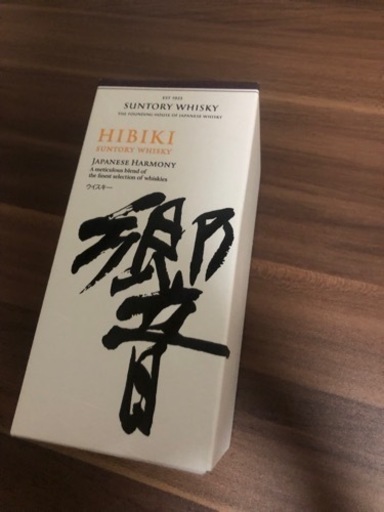 EST 1923
SUNTORY WHISKY
THE FOUNDING HOUSE OF JAPANESE WHISKY
HIBIKI
SUNTORY WHISKY
JAPANESE HARMONY
A meticulous blend of
the finest selection of whiskies
ウイスキー
響